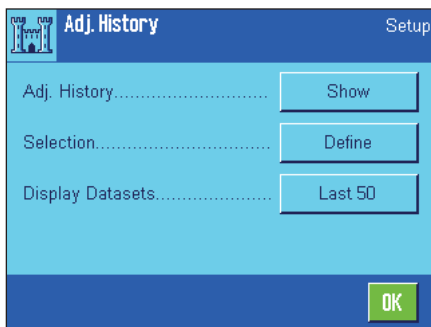 Adj. History Setup
Adj. History........................... Show
Selection............................... Define
Display Datasets..................... Last 50
OK